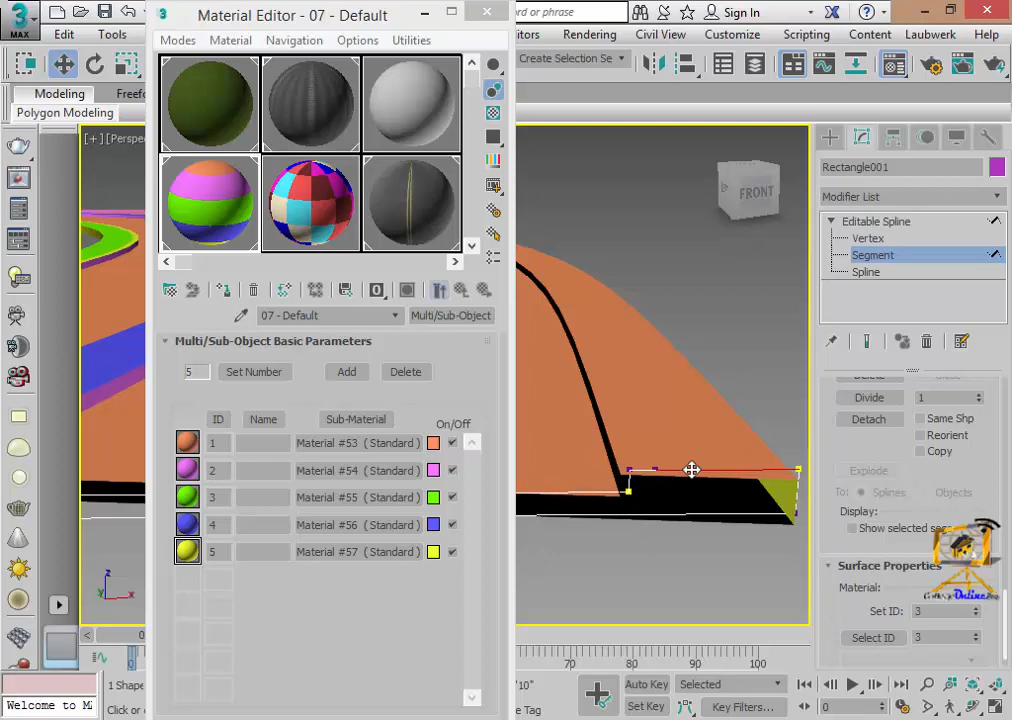 Material Editor - 07 - Default
or phrase
Sign In
MAX
Edit
Tools
Modes
Material
Navigation
Options
Utilities
Rendering
Civil View
Customize
Scripting
Content
Laubwerk
Help
Create Selection Se
Modeling
Polygon Modeling
[+]
FRONT
Rectangle001
Modifier List
Editable Spline
Vertex
Segment
Spline
07 - Default
Multi/Sub-Object
Multi/Sub-Object Basic Parameters
5
Set Number
Add
Delete
ID
Name
Sub-Material
On/Off
1
Material #53 ( Standard )
2
Material #54 ( Standard )
3
Material #55 ( Standard )
4
Material #56 ( Standard )
5
Material #57 ( Standard )
Divide
1
Detach
Same Shp
Reorient
Copy
Explode
To:
Splines
Objects
Display:
Show selected
Surface Properties
Material:
Set ID:
3
Select ID
3
z
x
70
80
90
100
1 Shape
Welcome to
Auto Key
Selected
Set Key
Key Filters...
0